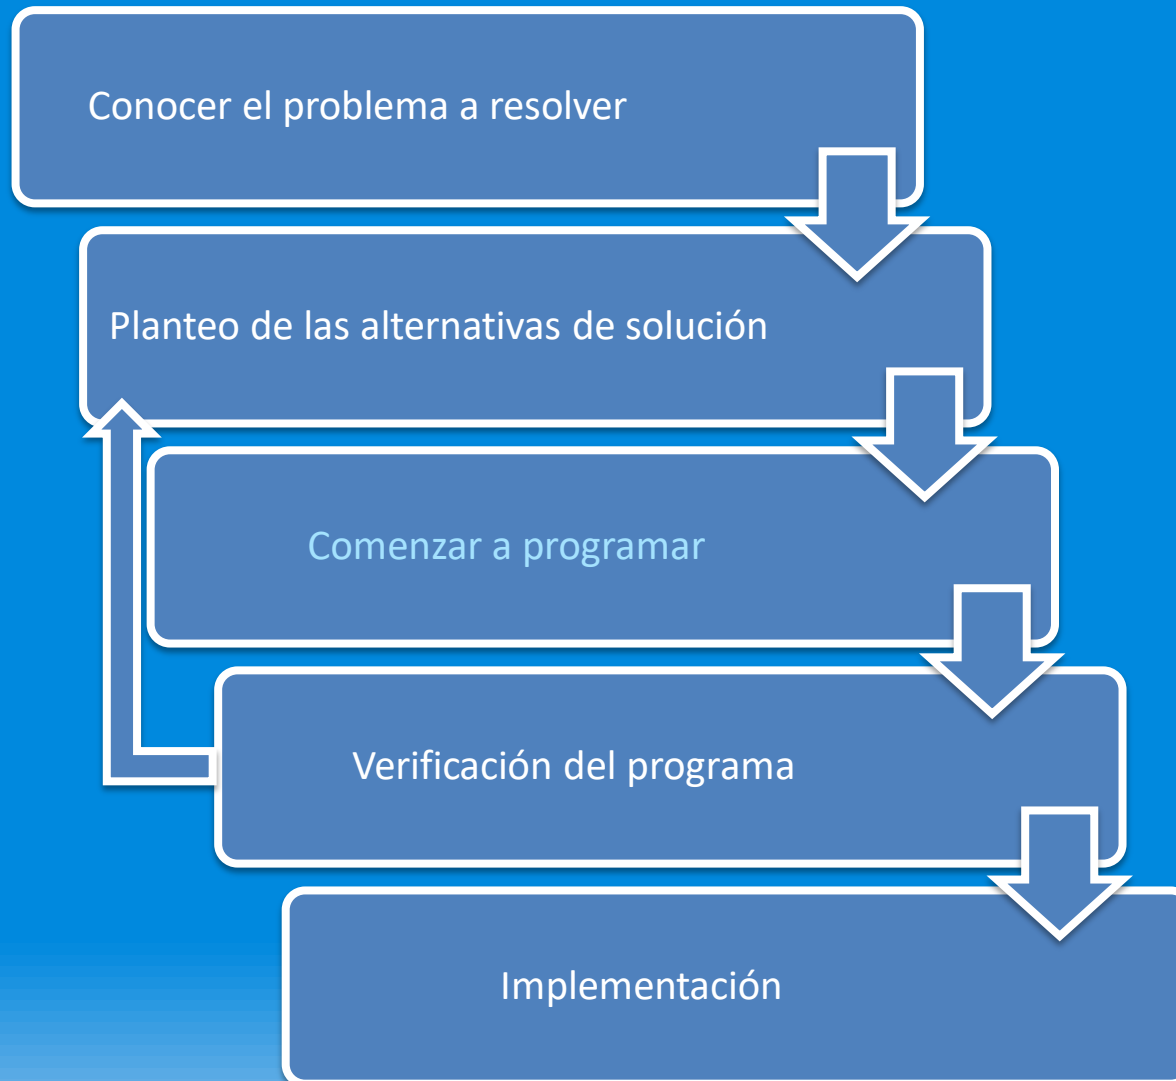 Conocer el problema a resolver
Planteo de las alternativas de solución
Comenzar a programar
Verificación del programa
Implementación